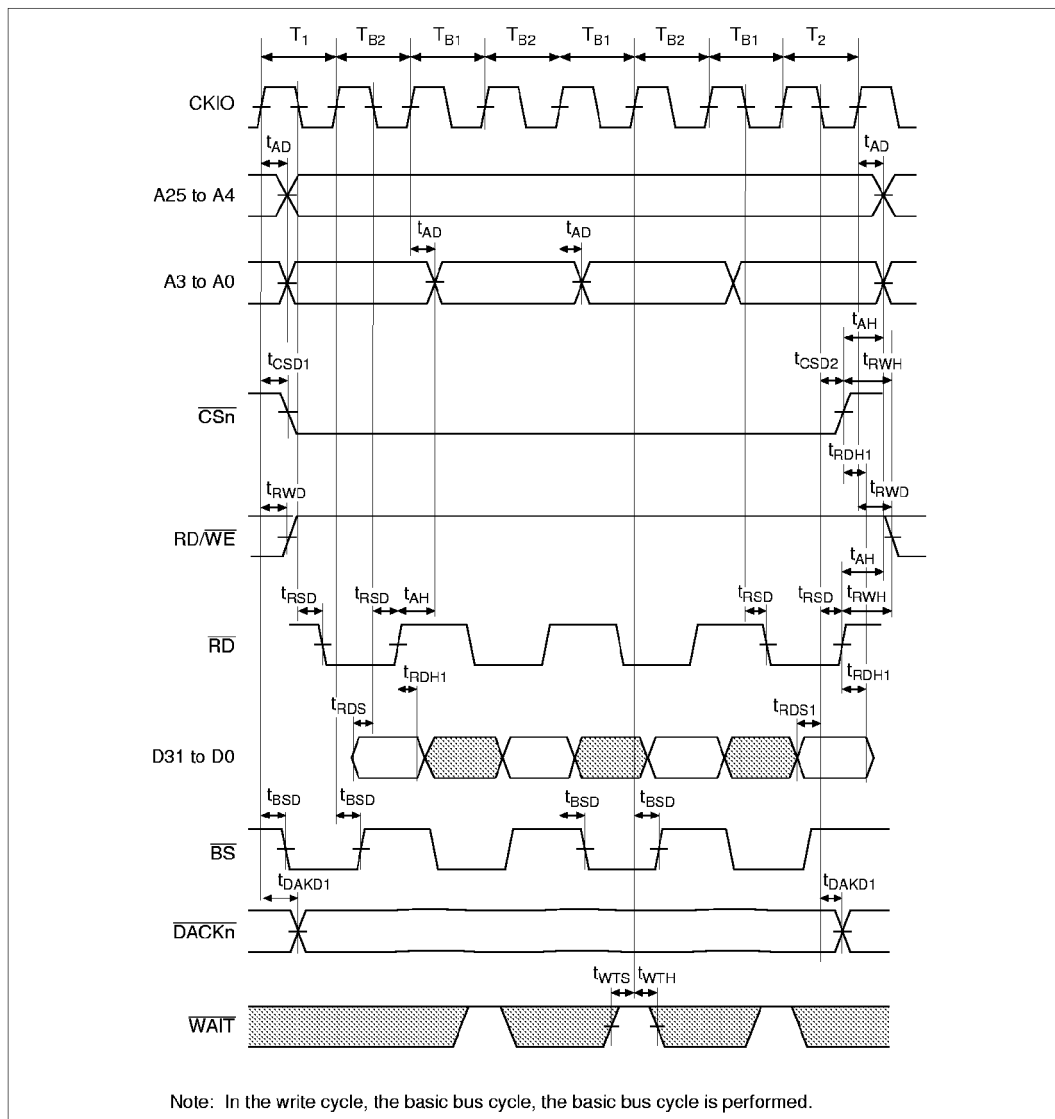 T1 TB2 TB1 TB2 TB1 TB2 TB1 T2
CKIO
tAD tAD
A25 to A4
tAD tAD
A3 to A0
tAH
tCSD1 tCSD2 tRWH
CSn
tRDH1
tRWD tRWD
RD/WE
tAH
tRSD tRSD tAH tRSD tRSD tRWH
RD
tRDH1 tRDH1
tRDS tRDS1
D31 to D0
tBSD tBSD tBSD tBSD
BS
tDAKD1 tDAKD1
DACKn
tWTS tWTH
WAIT
Note: In the write cycle, the basic bus cycle, the basic bus cycle is performed.